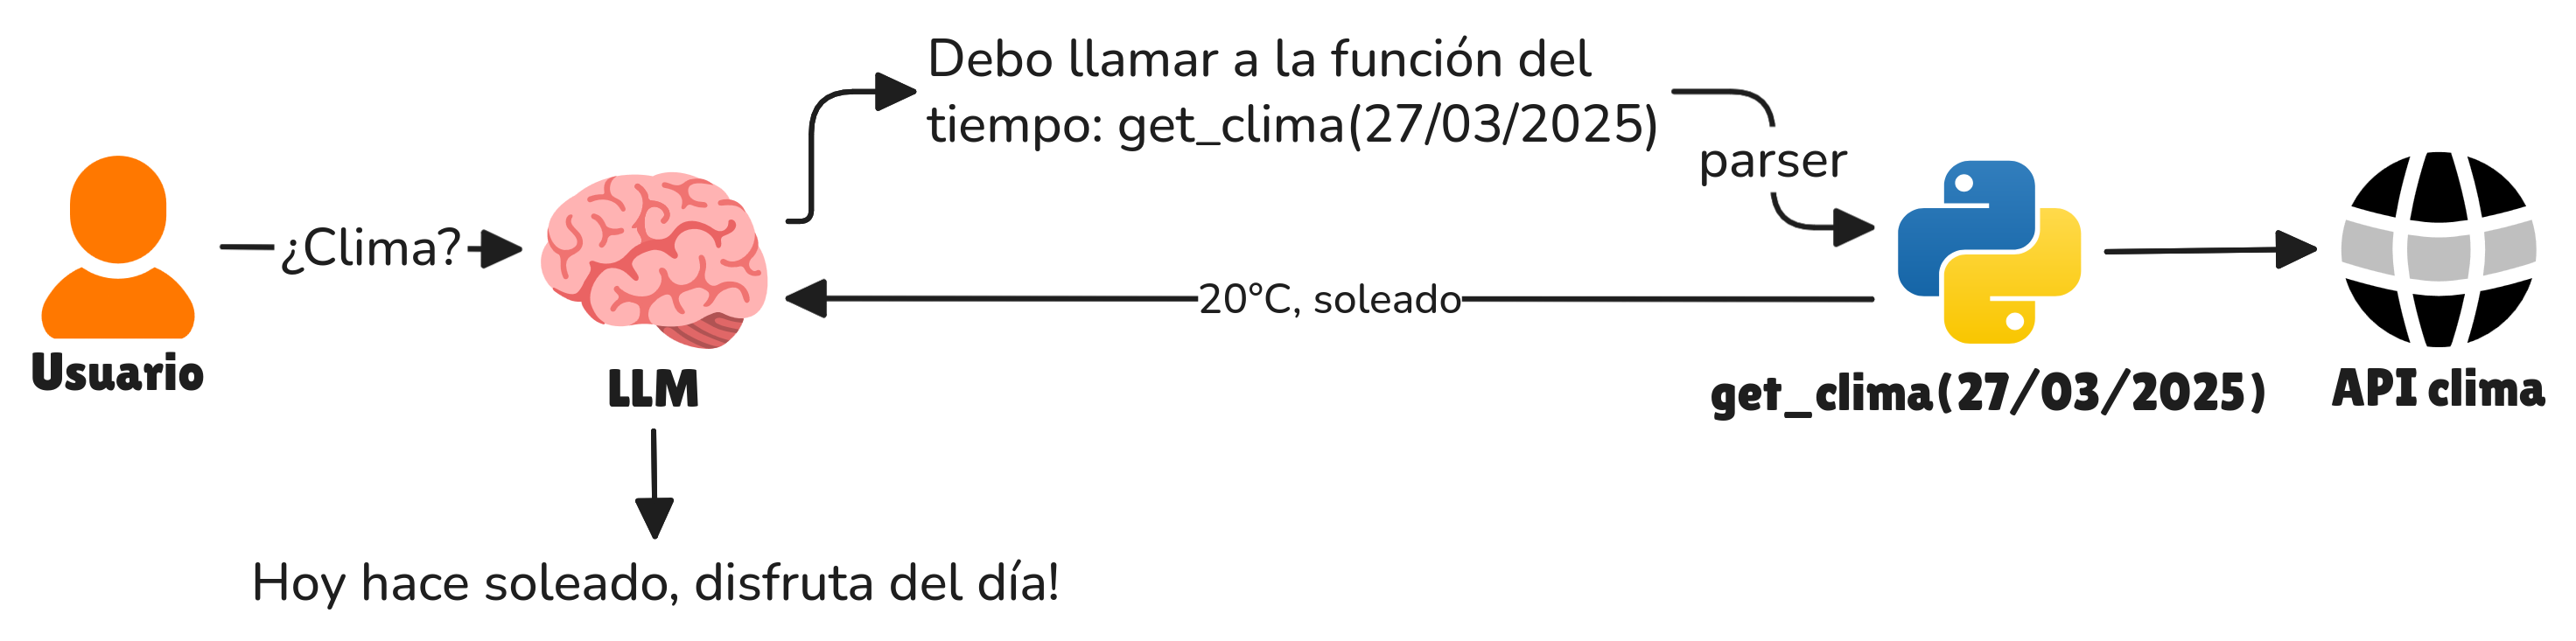 Debo llamar a la función del
tiempo: get_clima(27/03/2025)
parser
¿Clima?
20°C, soleado
Usuario
LLM
get_clima(27/03/2025)
API clima
Hoy hace soleado, disfruta del día!